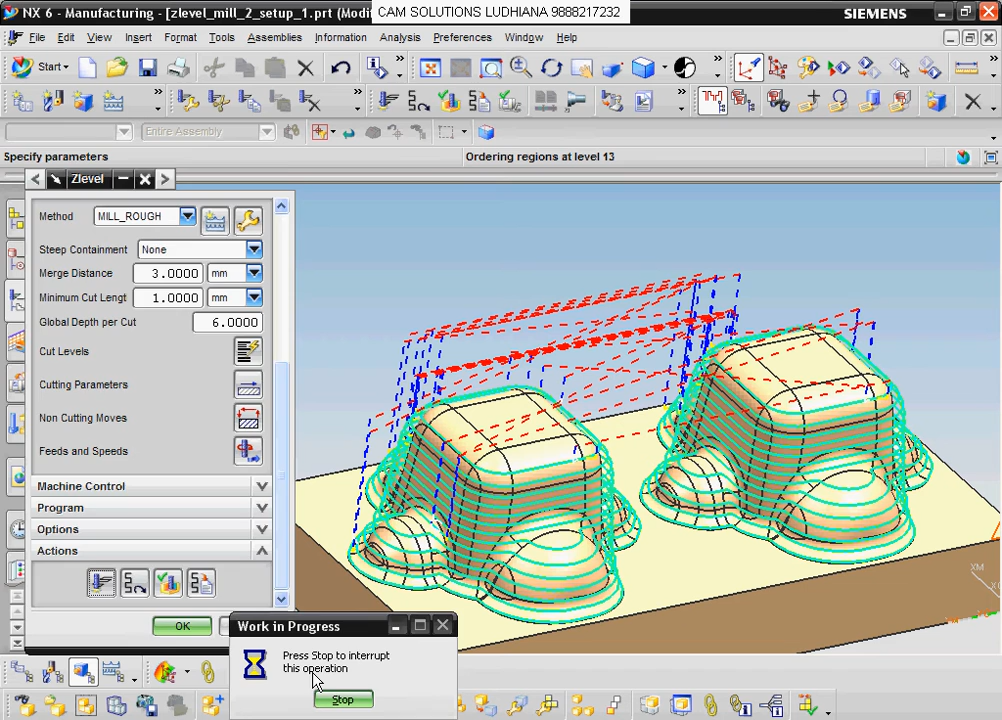 NX 6 - Manufacturing - [zlevel_mill_2_setup_1.prt (Modi
CAM SOLUTIONS LUDHIANA 9888217232
SIEMENS
File Edit View Insert Format Tools Assemblies Information Analysis Preferences Window Help
Start
Entire Assembly
Specify parameters
Ordering regions at level 13
Zlevel
Method MILL_ROUGH
Steep Containment None
Merge Distance 3.0000 mm
Minimum Cut Lengt 1.0000 mm
Global Depth per Cut 6.0000
Cut Levels
Cutting Parameters
Non Cutting Moves
Feeds and Speeds
Machine Control
Program
Options
Actions
OK
Work in Progress
Press Stop to interrupt
this operation
Stop
XM